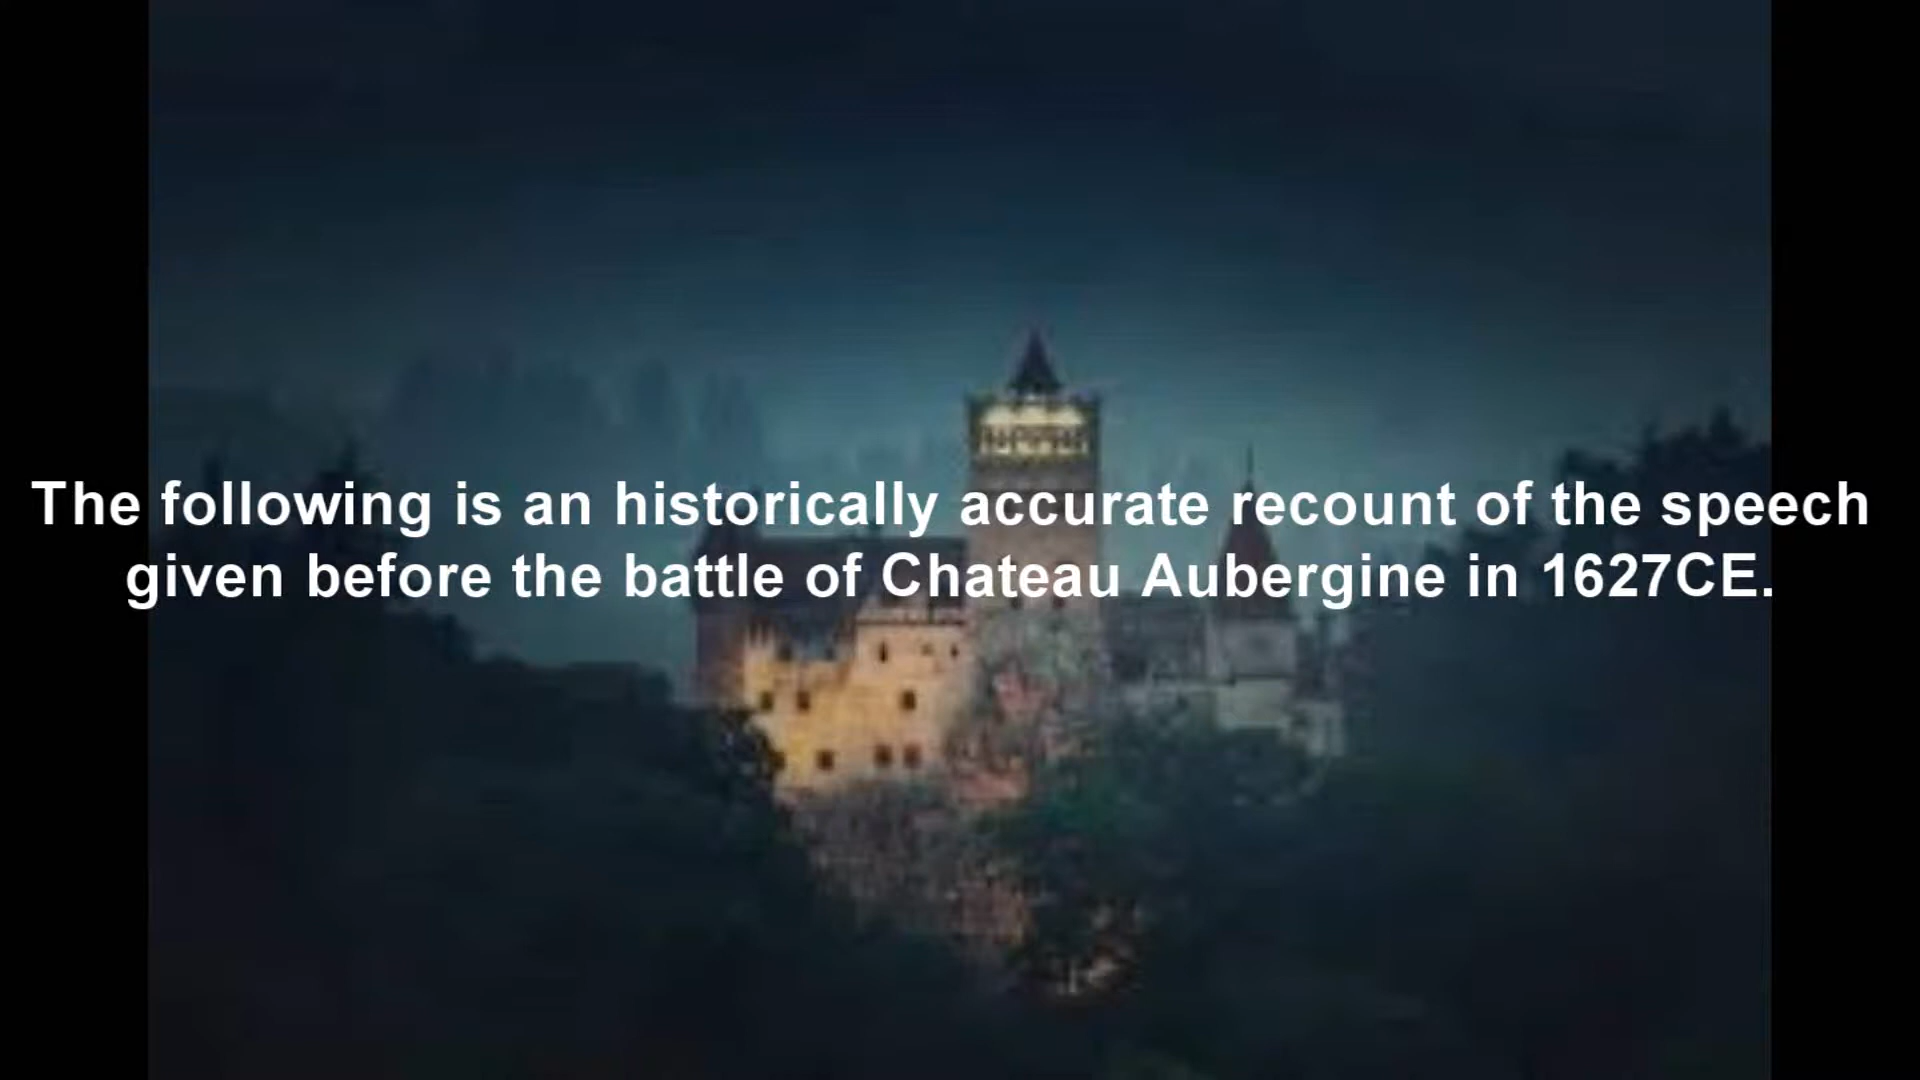 The following is an historically accurate recount of the speech
given before the battle of Chateau Aubergine in 1627CE.